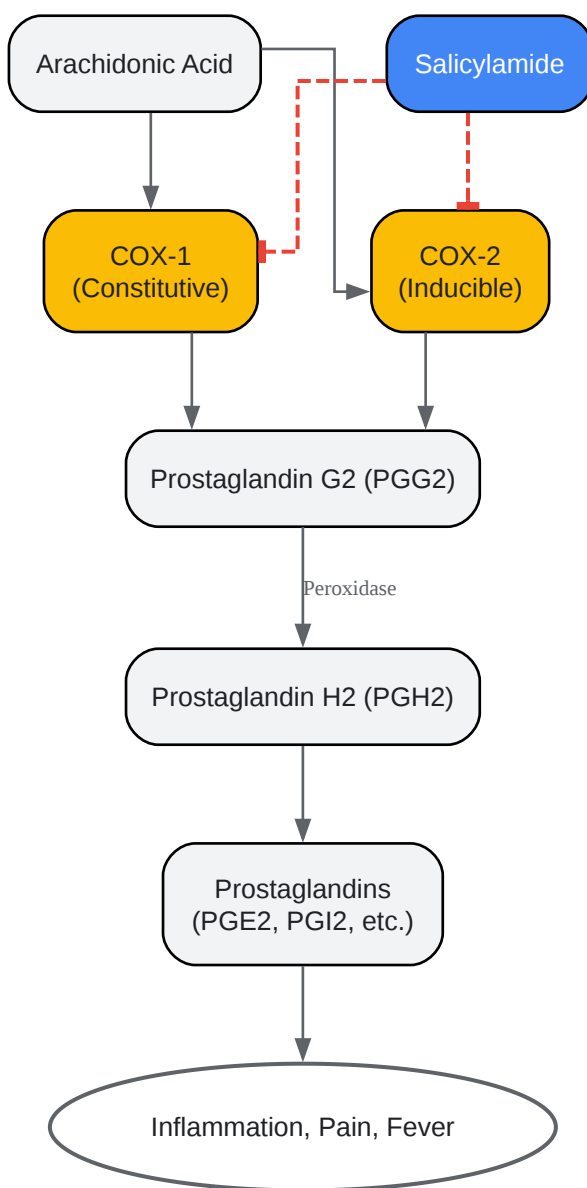 Arachidonic Acid
Salicylamide
COX-1
(Constitutive)
COX-2
(Inducible)
Prostaglandin G2 (PGG2)
Peroxidase
Prostaglandin H2 (PGH2)
Prostaglandins
(PGE2, PGI2, etc.)
Inflammation, Pain, Fever